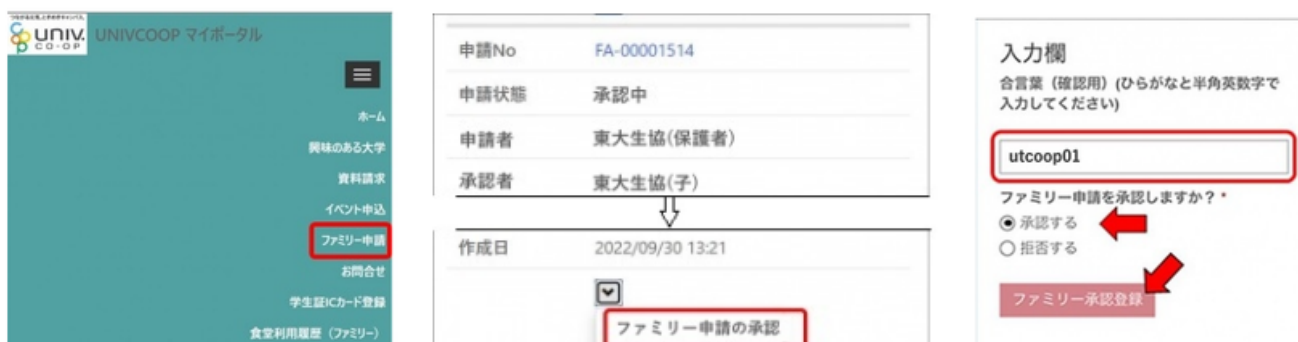 UNIV.
CO-OP
UNIVCOOP マイポータル
ホーム
興味のある大学
資料請求
イベント申込
ファミリー申請
お問合せ
学生証ICカード登録
食堂利用履歴（ファミリー）
申請No FA-00001514
申請状態 承認中
申請者 東大生協(保護者)
承認者 東大生協(子)
作成日 2022/09/30 13:21
ファミリー申請の承認
入力欄
合言葉（確認用）(ひらがなと半角英数字で
入力してください)
utcoop01
ファミリー申請を承認しますか？*
承認する
拒否する
ファミリー承認登録